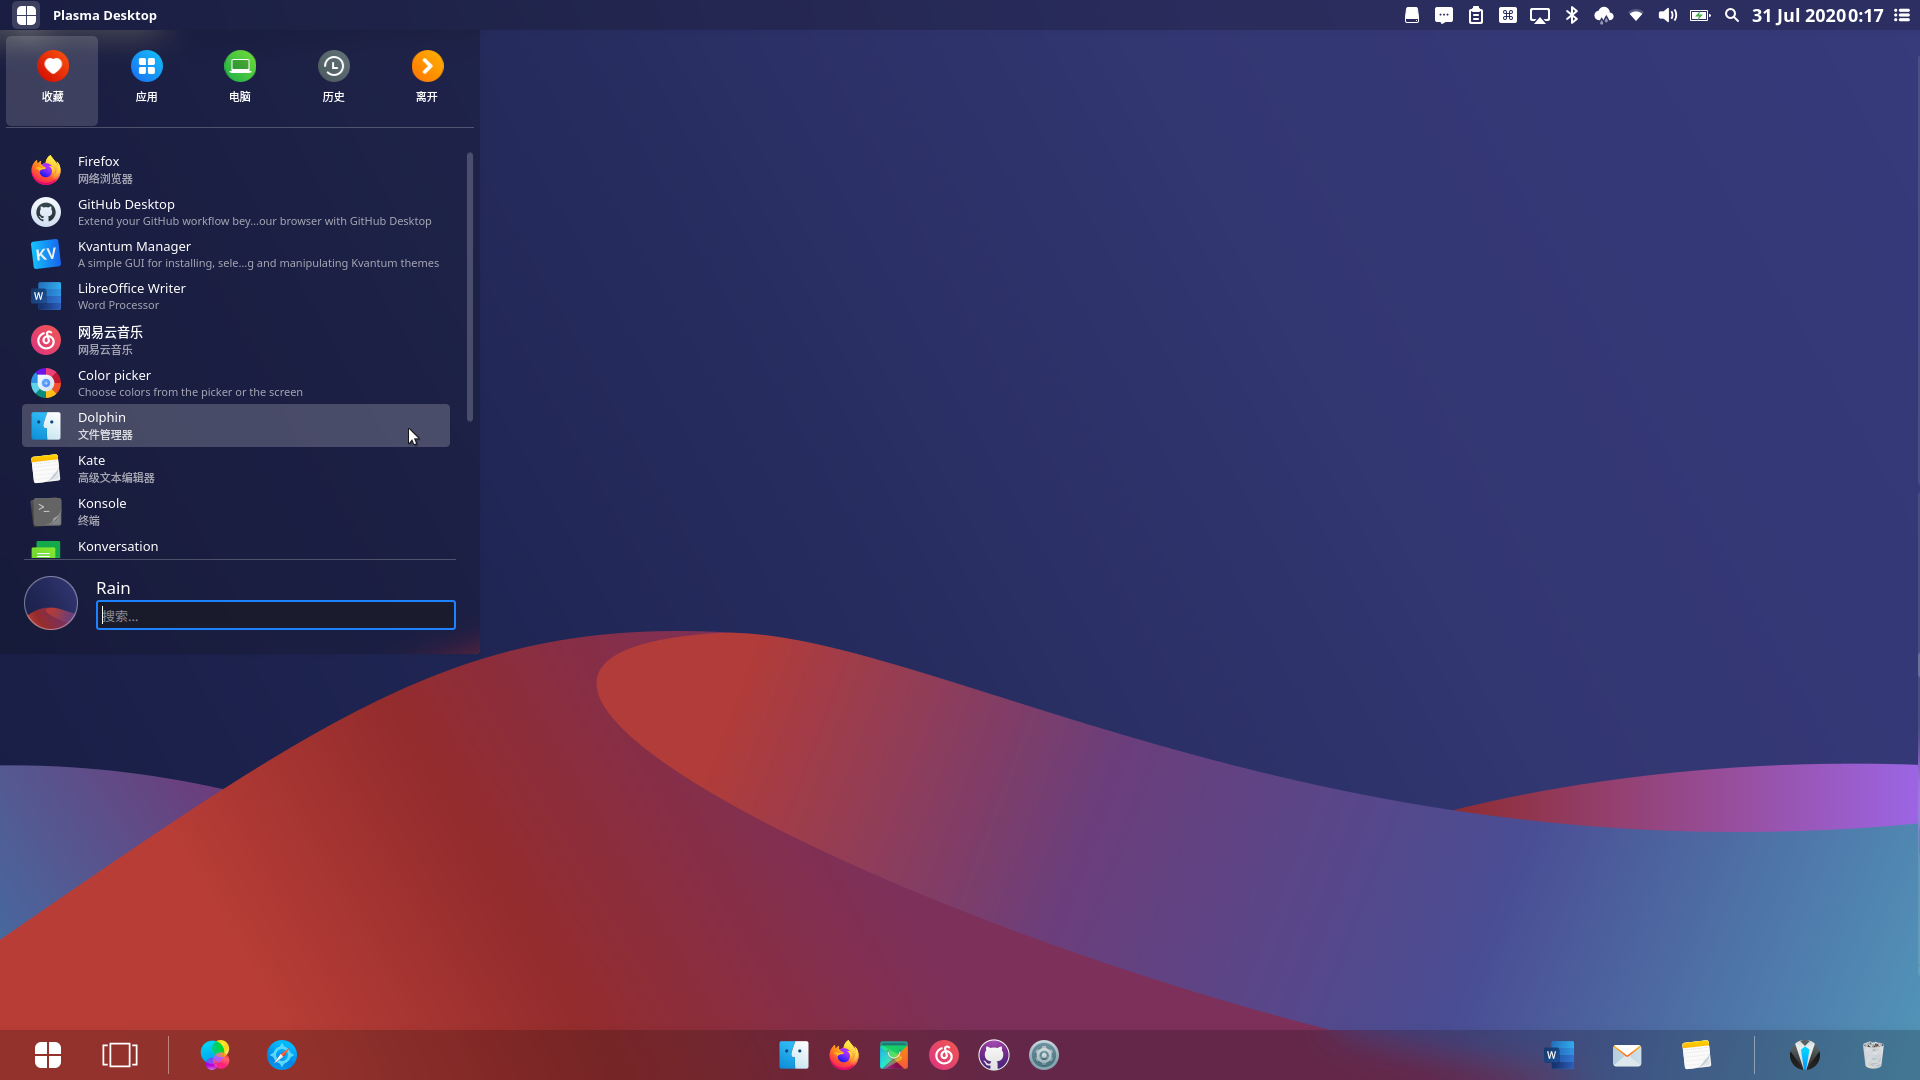 Plasma Desktop
31 Jul 2020 0:17
收藏
应用
电脑
历史
离开
Firefox
网络浏览器
GitHub Desktop
Extend your GitHub workflow bey...our browser with GitHub Desktop
KV
Kvantum Manager
A simple GUI for installing, sele...g and manipulating Kvantum themes
W
LibreOffice Writer
Word Processor
网易云音乐
网易云音乐
Color picker
Choose colors from the picker or the screen
Dolphin
文件管理器
Kate
高级文本编辑器
>_
Konsole
终端
Konversation
Rain
搜索...
W